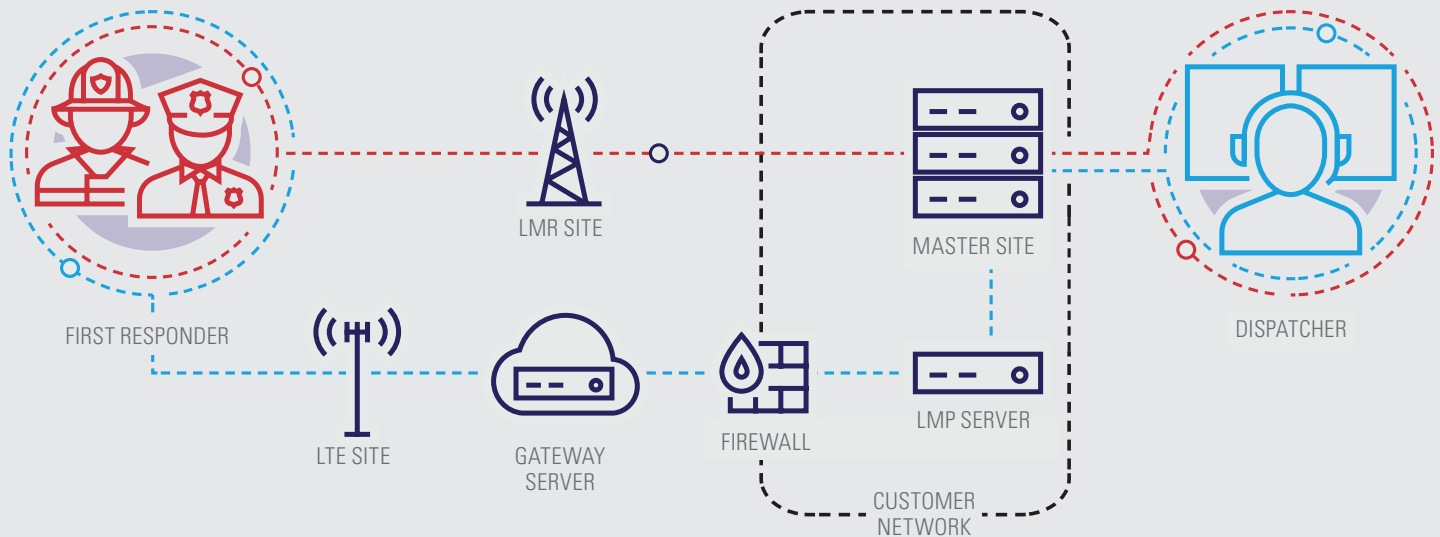 LMR SITE
MASTER SITE
FIRST RESPONDER
DISPATCHER
LTE SITE
GATEWAY
SERVER
FIREWALL
LMP SERVER
CUSTOMER
NETWORK